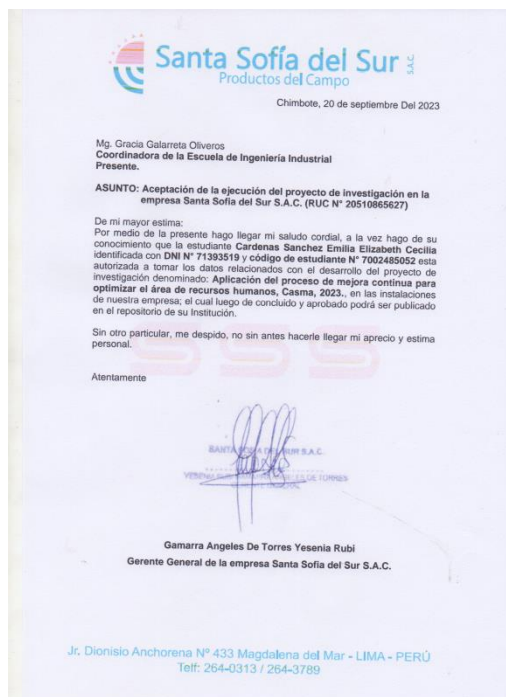 Santa Sofía del Sur S.A.C.
Productos del Campo
Chimbote, 20 de septiembre Del 2023
Mg. Gracia Galarreta Oliveros
Coordinadora de la Escuela de Ingeniería Industrial
Presente.
ASUNTO: Aceptación de la ejecución del proyecto de investigación en la
empresa Santa Sofía del Sur S.A.C. (RUC N° 20510865627)
De mi mayor estima:
Por medio de la presente hago llegar mi saludo cordial, a la vez hago de su
conocimiento que la estudiante Cardenas Sanchez Emilia Elizabeth Cecilia
identificada con DNI N° 71393519 y código de estudiante N° 7002485052 esta
autorizada a tomar los datos relacionados con el desarrollo del proyecto de
investigación denominado: Aplicación del proceso de mejora continua para
optimizar el área de recursos humanos, Casma, 2023., en las instalaciones
de nuestra empresa; el cual luego de concluido y aprobado podrá ser publicado
en el repositorio de su Institución.
Sin otro particular, me despido, no sin antes hacerle llegar mi aprecio y estima
personal.
SSS
Atentamente
SANTA SOFIA DEL SUR S.A.C.
DE TORRES
Gamarra Angeles De Torres Yesenia Rubi
Gerente General de la empresa Santa Sofia del Sur S.A.C.
Jr. Dionisio Anchorena Nº 433 Magdalena del Mar - LIMA - PERÚ
Telf: 264-0313 / 264-3789